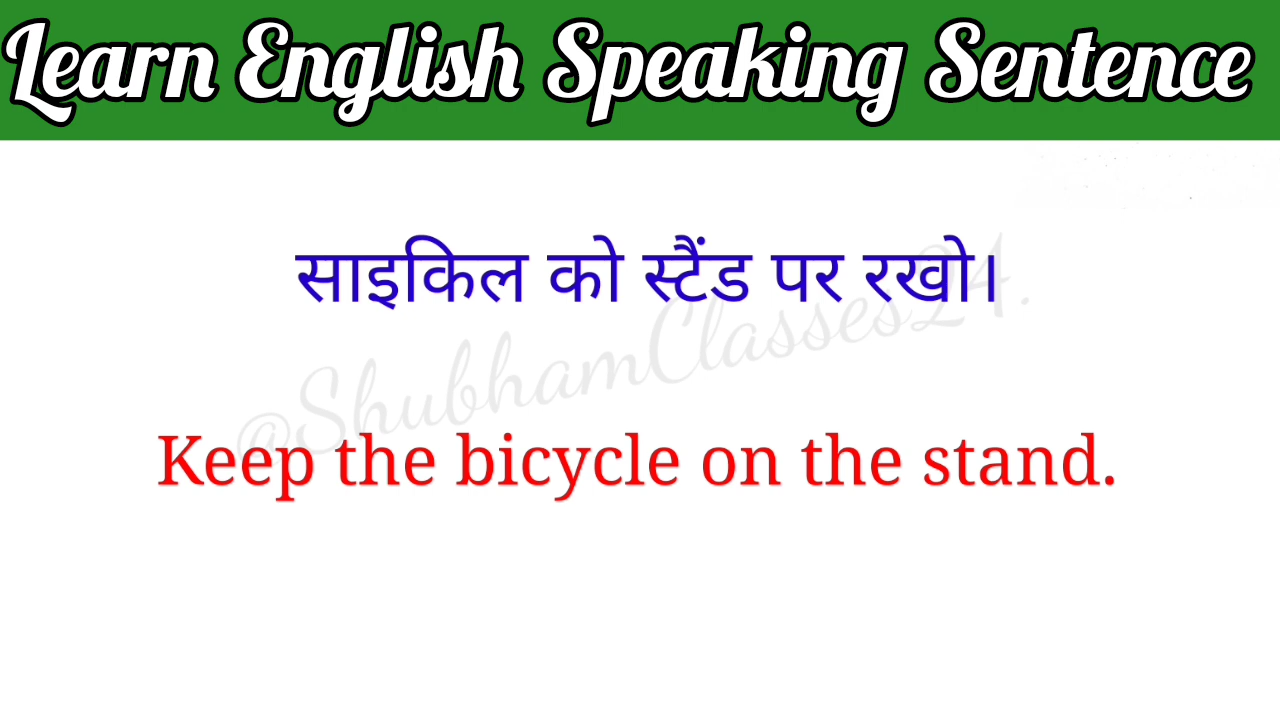 Learn English Speaking Sentence
साइकिल को स्टैंड पर रखो।
@ShubhamClasses24.
Keep the bicycle on the stand.